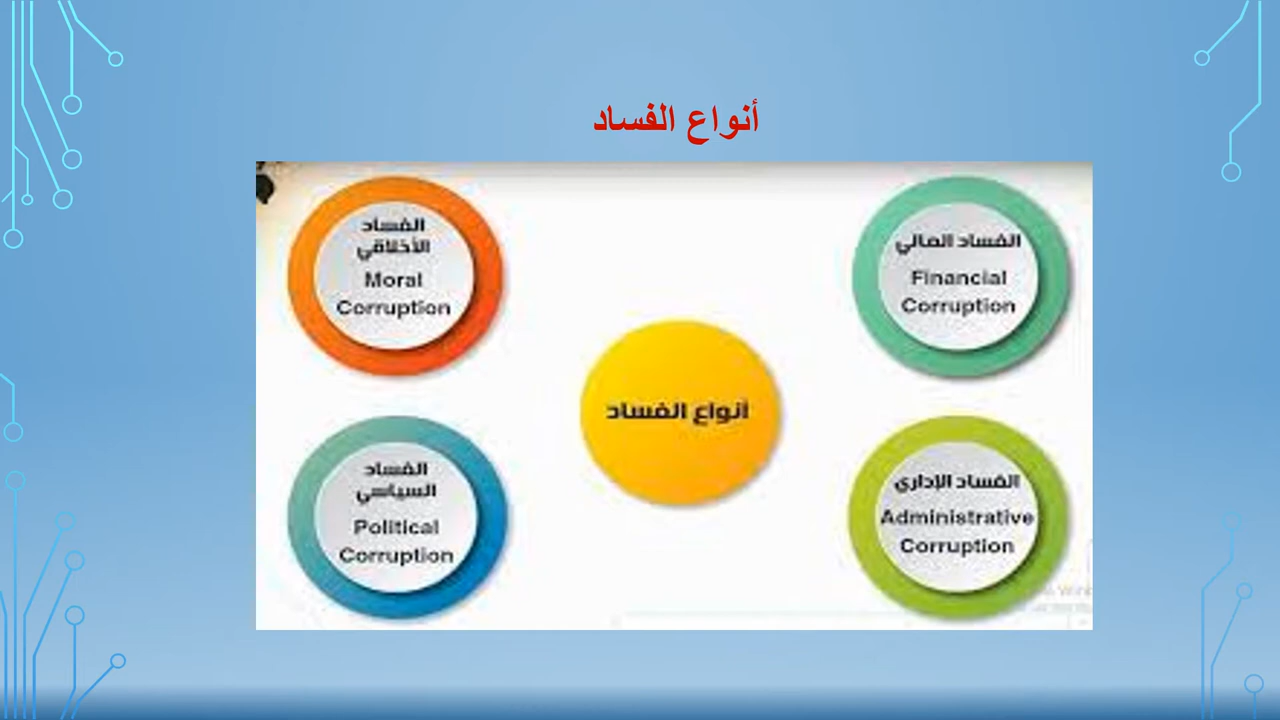 أنواع الفساد
الفساد المالي
Financial
Corruption
الفساد
الأخلاقي
Moral
Corruption
أنواع الفساد
الفساد الإداري
Administrative
Corruption
الفساد
السياسي
Political
Corruption